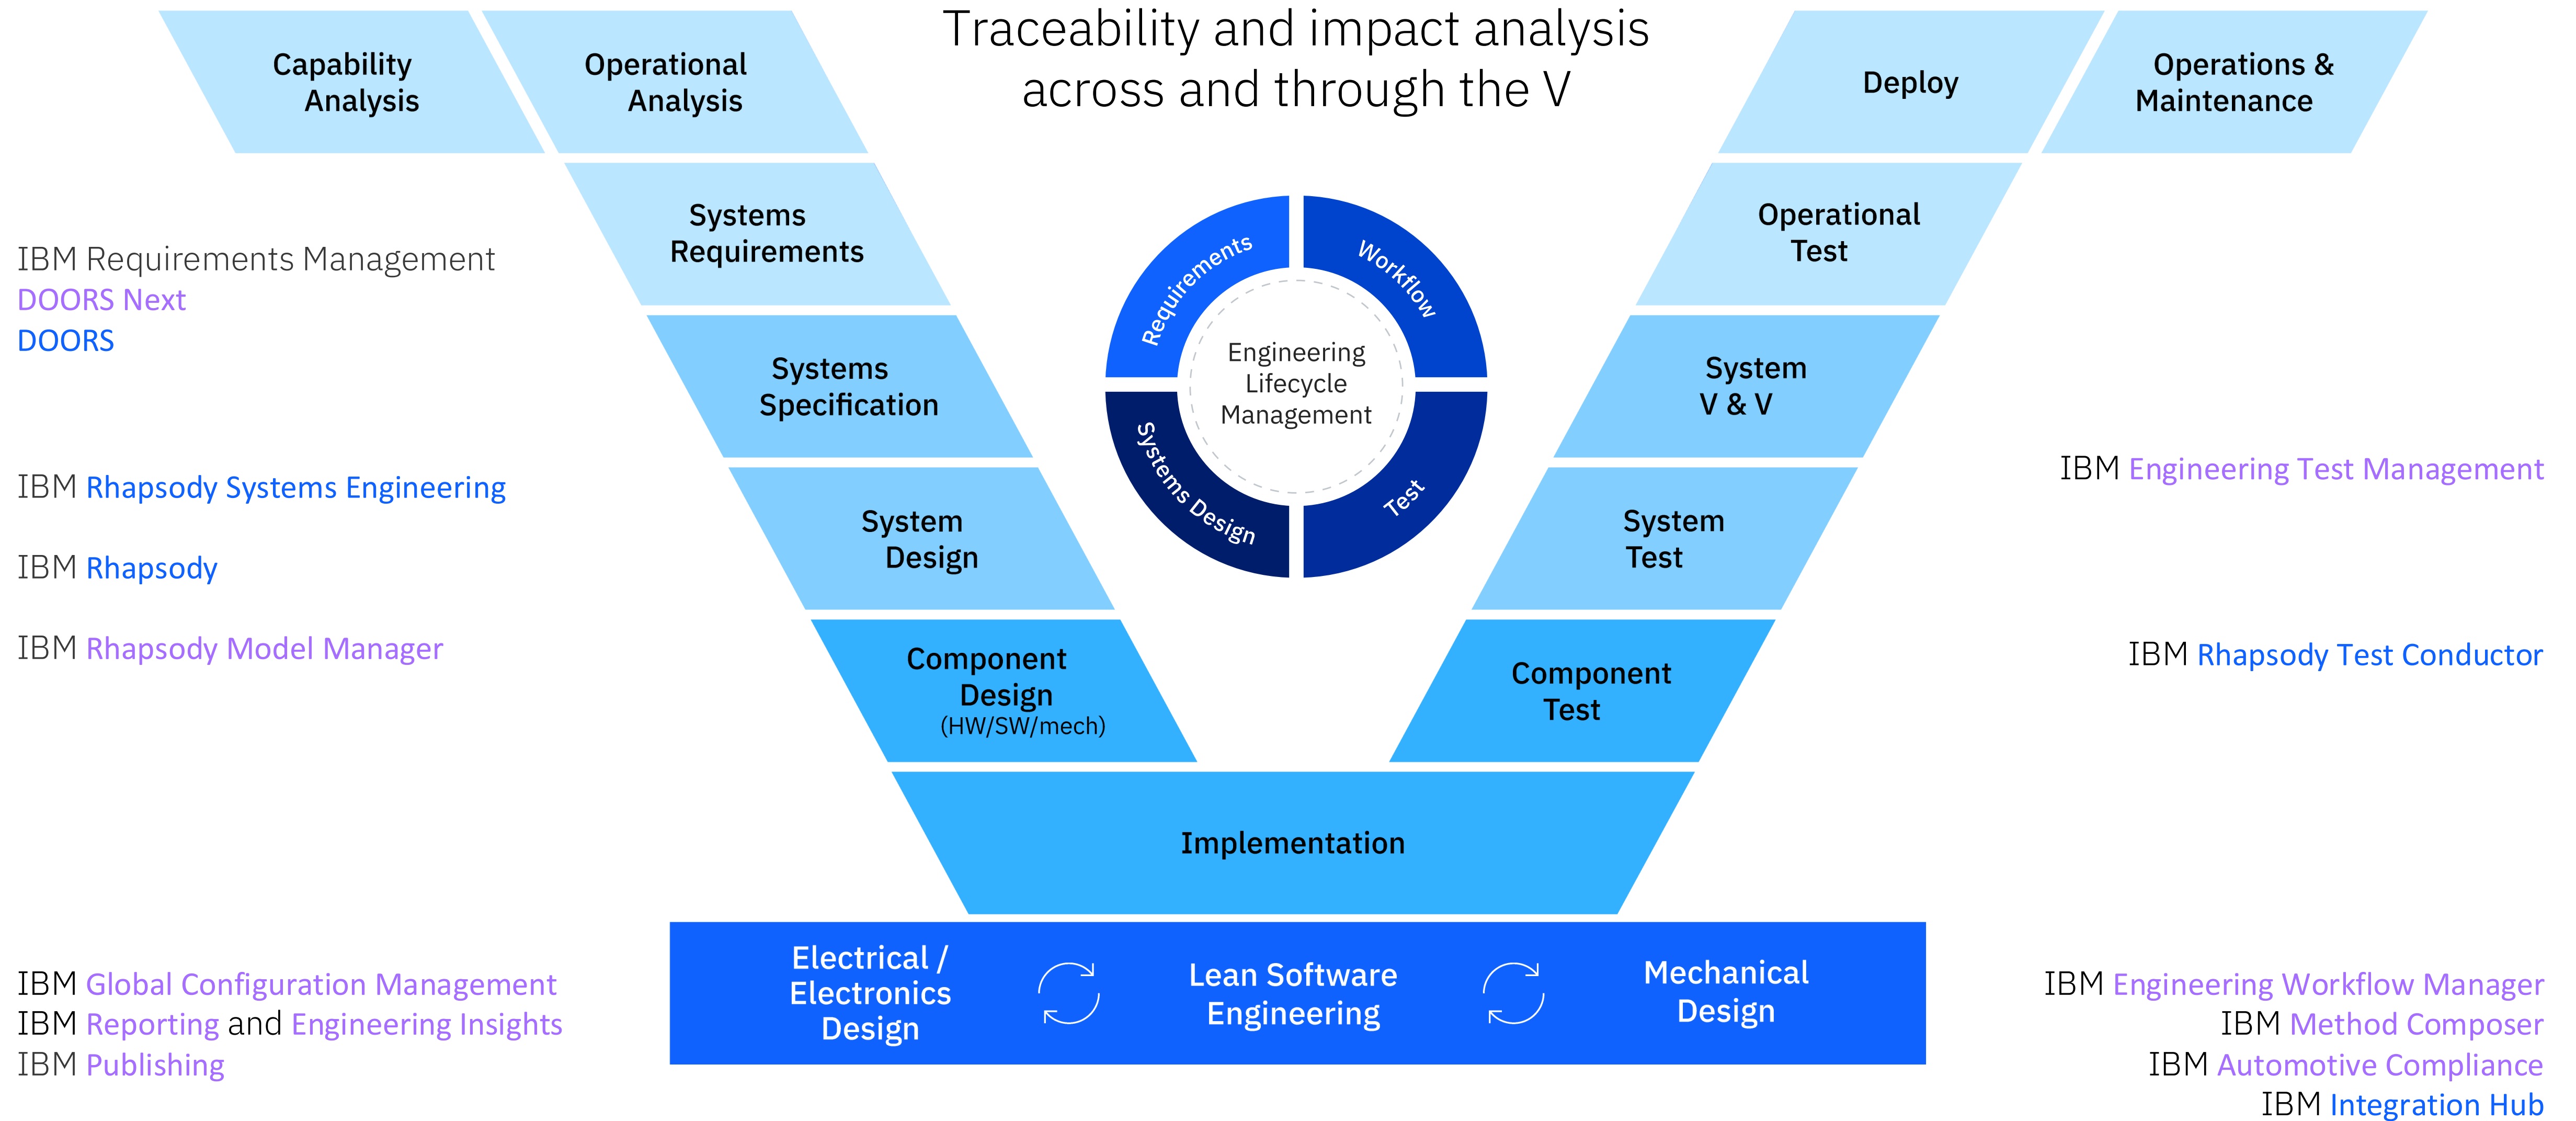 Traceability and impact analysis
across and through the V
Capability
Analysis
Operational
Analysis
Deploy
Operations &
Maintenance
Systems
Requirements
Operational
Test
Systems
Specification
System
V & V
System
Design
System
Test
Component
Design
(HW/SW/mech)
Component
Test
Implementation
Requirements
Workflow
Systems Design
Test
Engineering
Lifecycle
Management
Electrical /
Electronics
Design
Lean Software
Engineering
Mechanical
Design
IBM Requirements Management
DOORS Next
DOORS
IBM Rhapsody Systems Engineering
IBM Rhapsody
IBM Rhapsody Model Manager
IBM Global Configuration Management
IBM Reporting and Engineering Insights
IBM Publishing
IBM Engineering Test Management
IBM Rhapsody Test Conductor
IBM Engineering Workflow Manager
IBM Method Composer
IBM Automotive Compliance
IBM Integration Hub